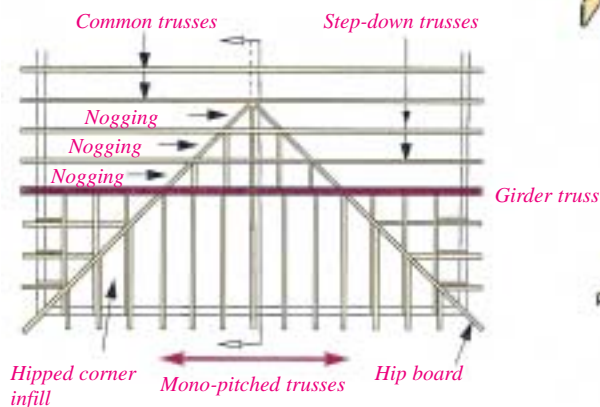 Common trusses
Step-down trusses
Nogging
Nogging
Nogging
Girder truss
Hipped corner
infill
Mono-pitched trusses
Hip board